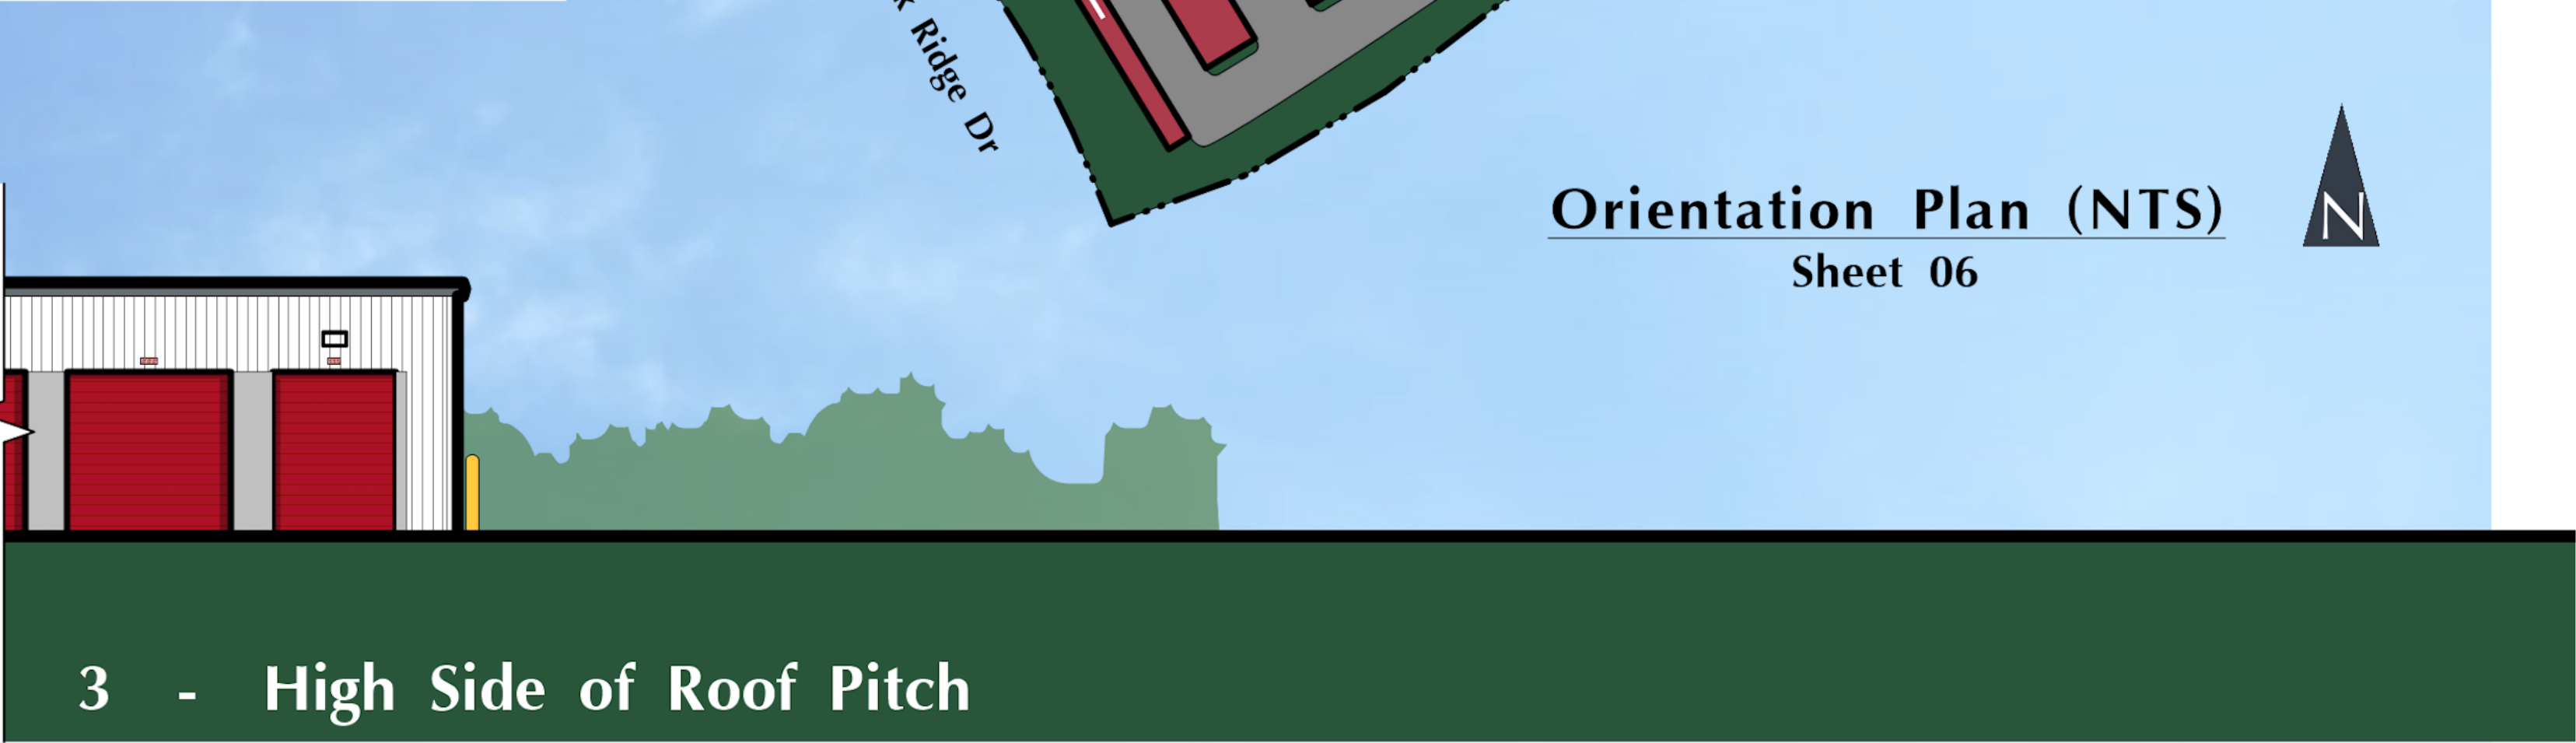 Ridge Dr
Orientation Plan (NTS)
N
Sheet 06
3 - High Side of Roof Pitch